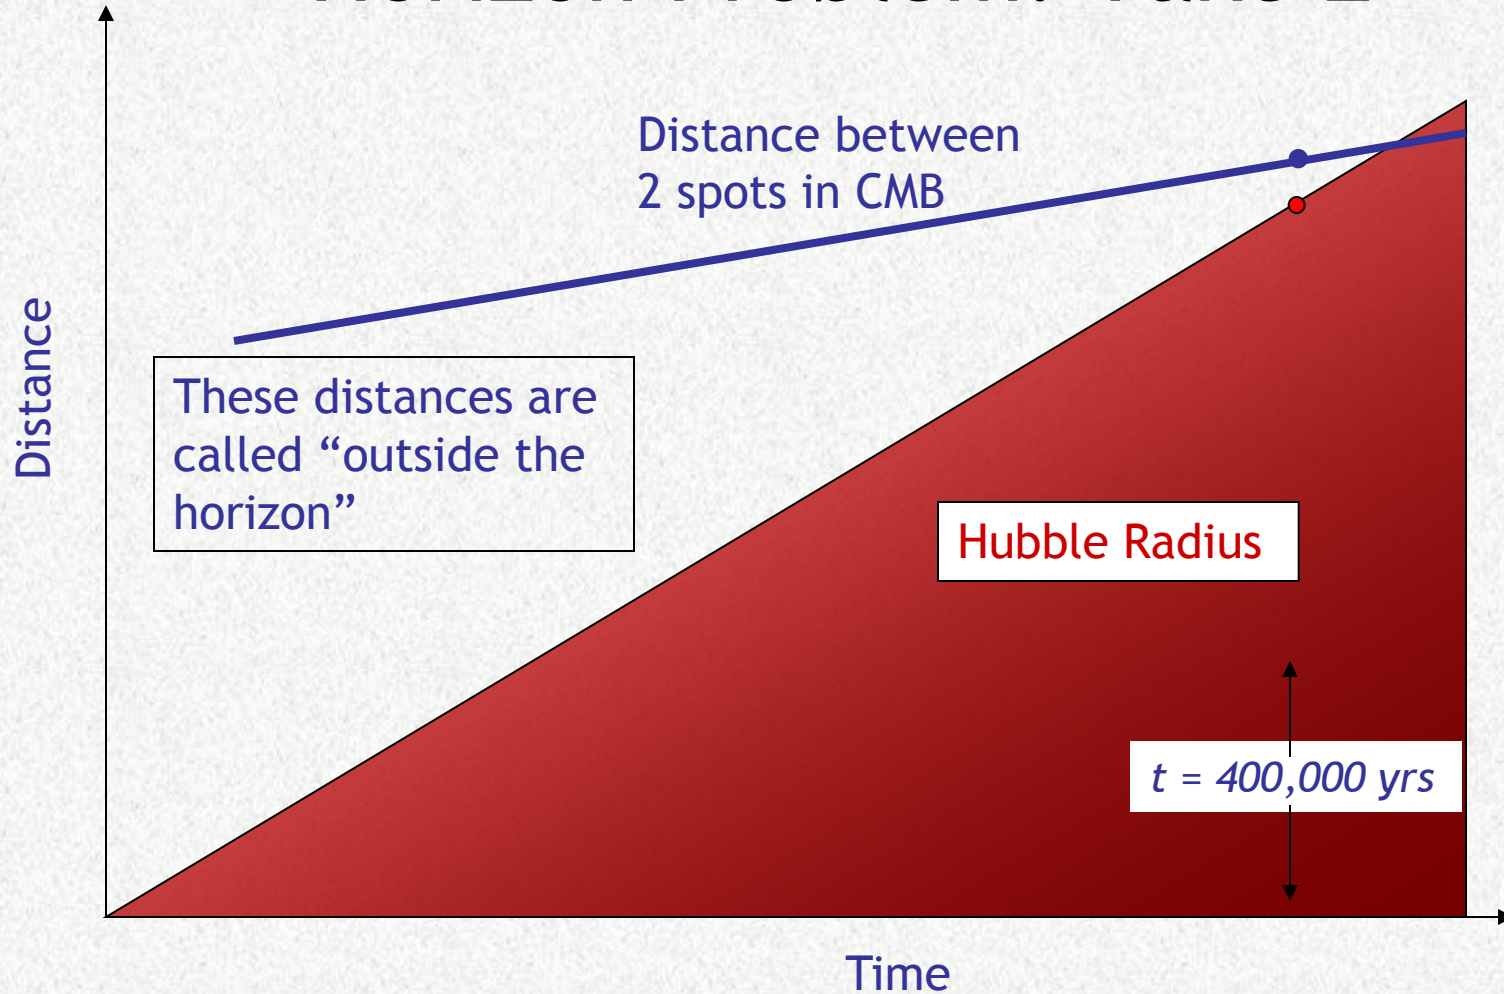 Distance between
2 spots in CMB
Distance
These distances are
called “outside the
horizon”
Hubble Radius
t = 400,000 yrs
Time